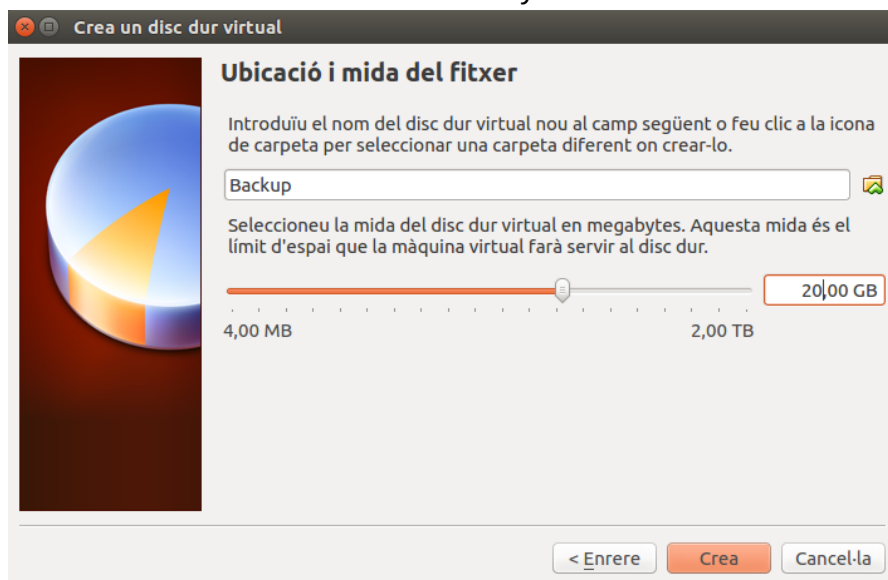 Crea un disc dur virtual
Ubicació i mida del fitxer
Introduïu el nom del disc dur virtual nou al camp següent o feu clic a la icona
de carpeta per seleccionar una carpeta diferent on crear-lo.
Backup
Seleccioneu la mida del disc dur virtual en megabytes. Aquesta mida és el
límit d'espai que la màquina virtual farà servir al disc dur.
20,00 GB
4,00 MB 2,00 TB
< Enrere Crea Cancel·la